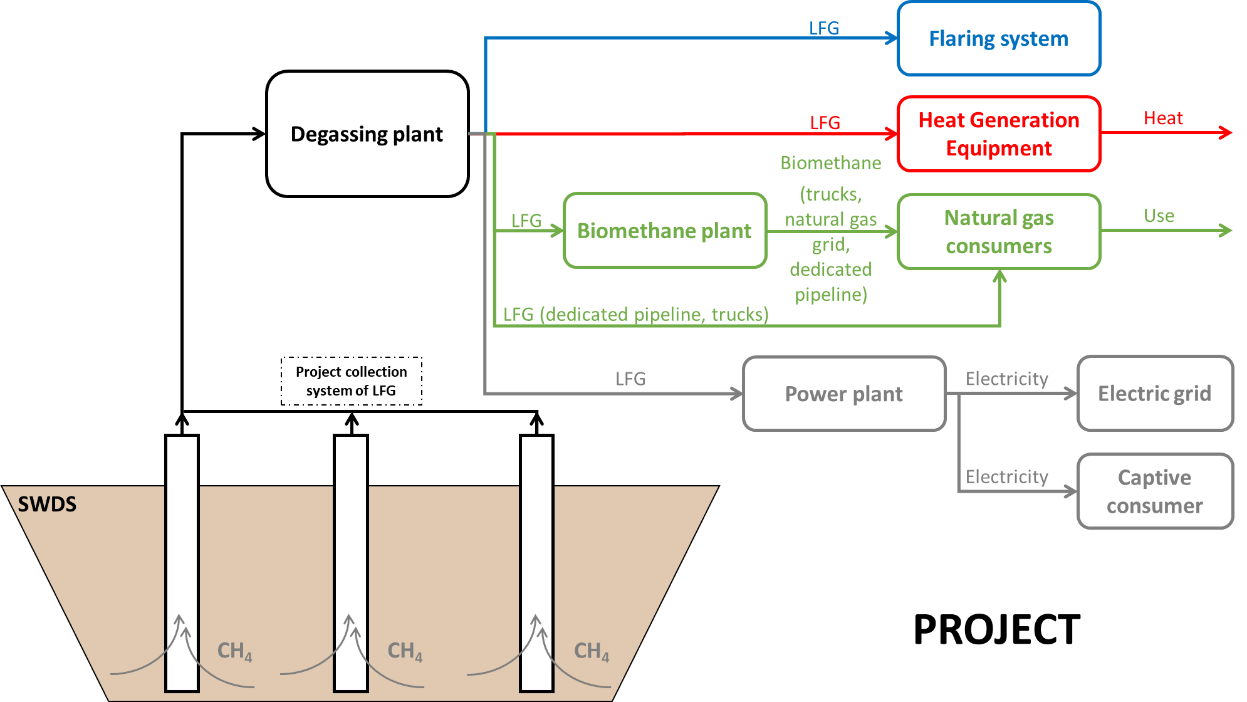 LFG
Flaring system
Degassing plant
LFG
Heat Generation
Equipment
Heat
Biomethane
(trucks,
natural gas
grid,
dedicated
pipeline)
LFG
Biomethane plant
Natural gas
consumers
Use
LFG (dedicated pipeline, trucks)
Project collection
system of LFG
LFG
Power plant
Electricity
Electric grid
Electricity
Captive
consumer
SWDS
CH₄
CH₄
CH₄
PROJECT